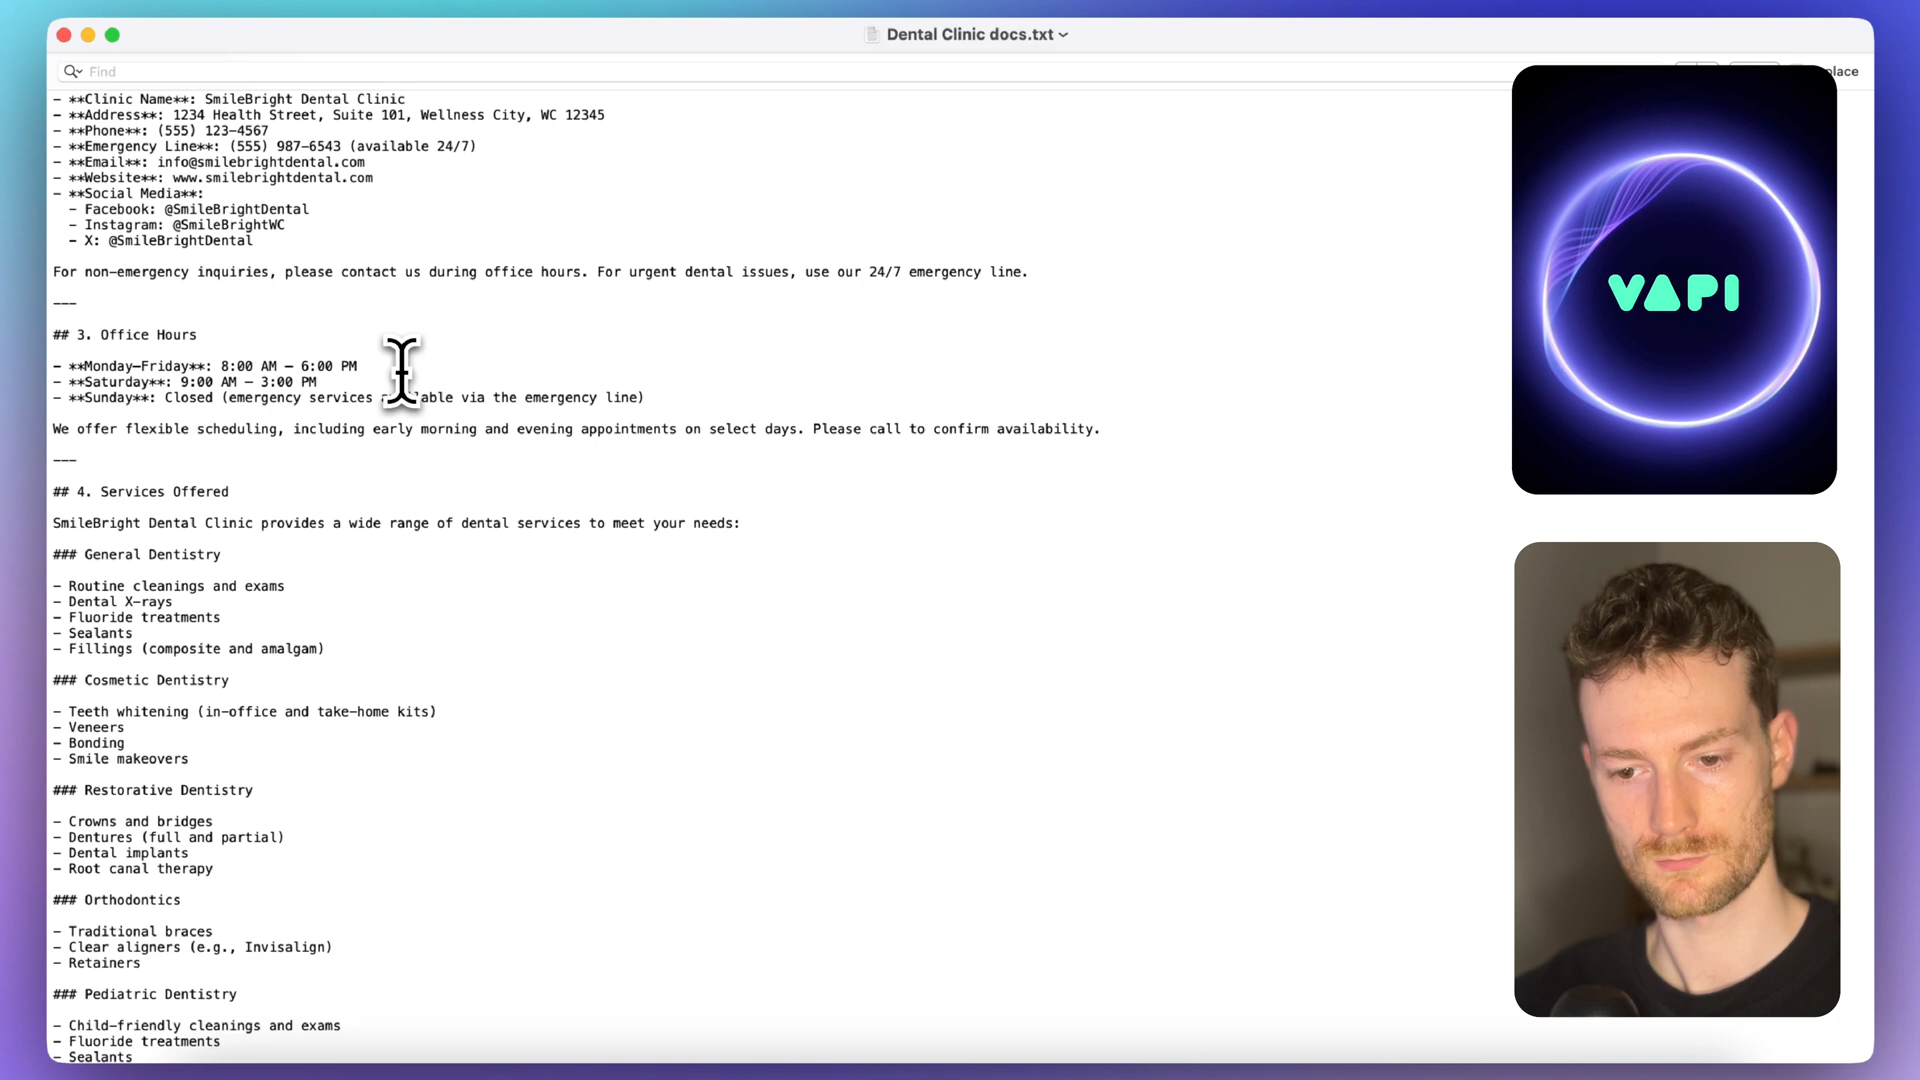 Dental Clinic docs.txt
Find
place
- **Clinic Name**: SmileBright Dental Clinic
- **Address**: 1234 Health Street, Suite 101, Wellness City, WC 12345
- **Phone**: (555) 123-4567
- **Emergency Line**: (555) 987-6543 (available 24/7)
- **Email**: info@smilebrightdental.com
- **Website**: www.smilebrightdental.com
- **Social Media**:
- Facebook: @SmileBrightDental
- Instagram: @SmileBrightWC
- X: @SmileBrightDental
For non-emergency inquiries, please contact us during office hours. For urgent dental issues, use our 24/7 emergency line.
---
## 3. Office Hours
- **Monday–Friday**: 8:00 AM – 6:00 PM
- **Saturday**: 9:00 AM – 3:00 PM
- **Sunday**: Closed (emergency services able via the emergency line)
We offer flexible scheduling, including early morning and evening appointments on select days. Please call to confirm availability.
---
## 4. Services Offered
SmileBright Dental Clinic provides a wide range of dental services to meet your needs:
### General Dentistry
- Routine cleanings and exams
- Dental X-rays
- Fluoride treatments
- Sealants
- Fillings (composite and amalgam)
### Cosmetic Dentistry
- Teeth whitening (in-office and take-home kits)
- Veneers
- Bonding
- Smile makeovers
### Restorative Dentistry
- Crowns and bridges
- Dentures (full and partial)
- Dental implants
- Root canal therapy
### Orthodontics
- Traditional braces
- Clear aligners (e.g., Invisalign)
- Retainers
### Pediatric Dentistry
- Child-friendly cleanings and exams
- Fluoride treatments
- Sealants
VAPI